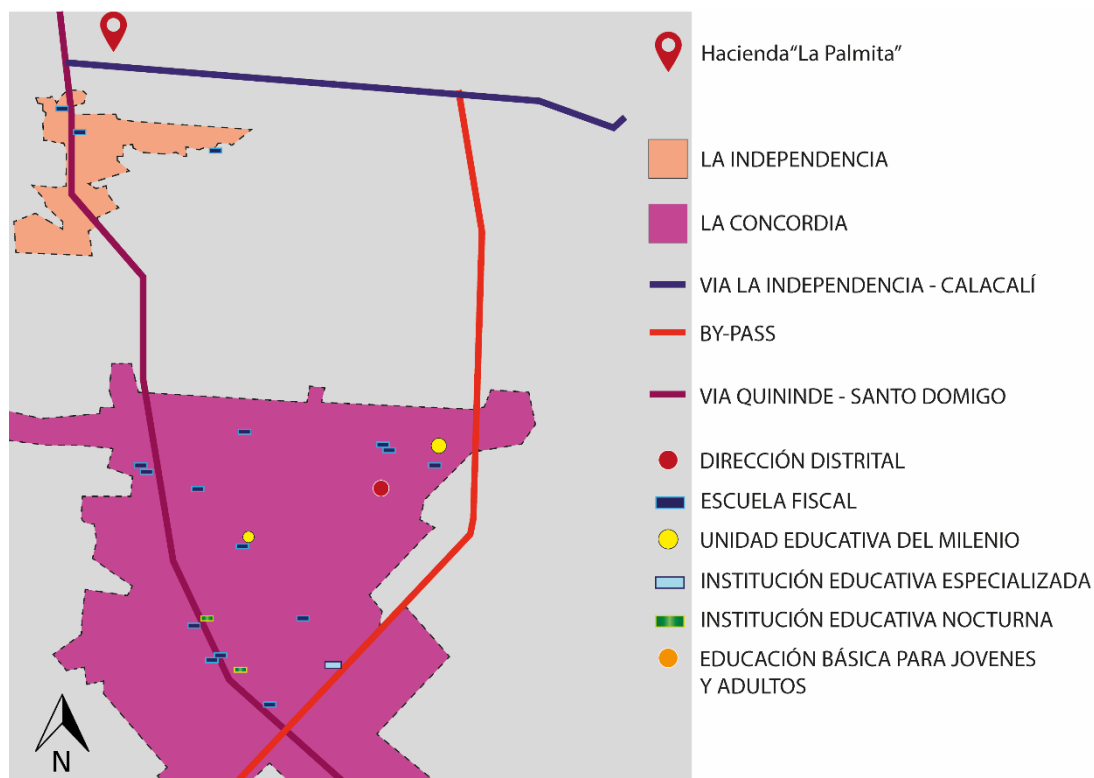 Hacienda“La Palmita”
LA INDEPENDENCIA
LA CONCORDIA
VIA LA INDEPENDENCIA - CALACALÍ
BY-PASS
VIA QUININDE - SANTO DOMIGO
DIRECCIÓN DISTRITAL
ESCUELA FISCAL
UNIDAD EDUCATIVA DEL MILENIO
INSTITUCIÓN EDUCATIVA ESPECIALIZADA
INSTITUCIÓN EDUCATIVA NOCTURNA
EDUCACIÓN BÁSICA PARA JOVENES
Y ADULTOS
N